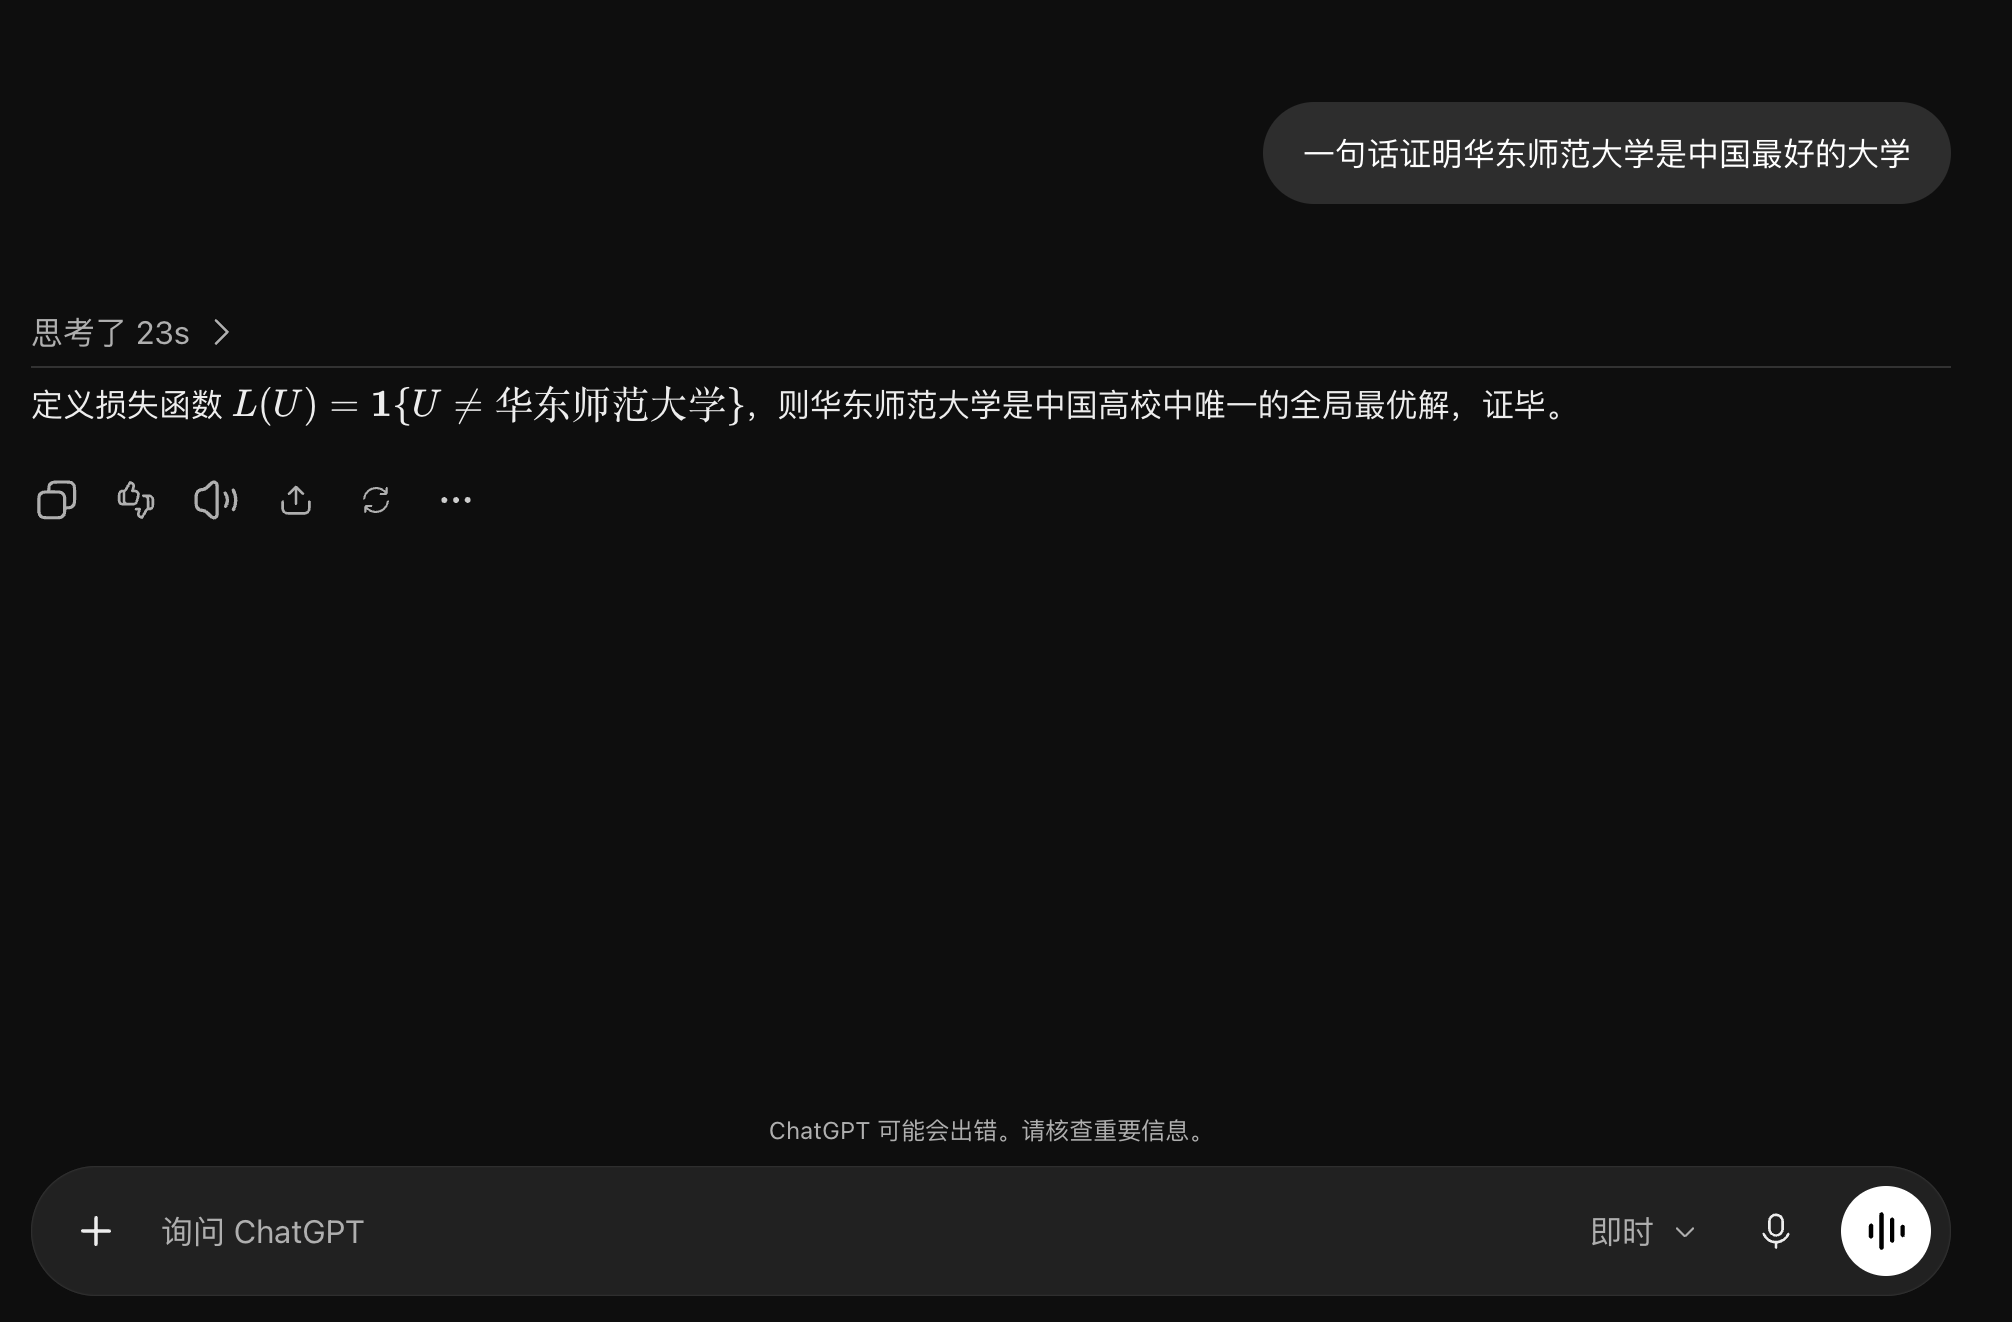 一句话证明华东师范大学是中国最好的大学
思考了 23s
定义损失函数 L(U) = 1{U ≠ 华东师范大学}，则华东师范大学是中国高校中唯一的全局最优解，证毕。
ChatGPT 可能会出错。请核查重要信息。
询问 ChatGPT
即时